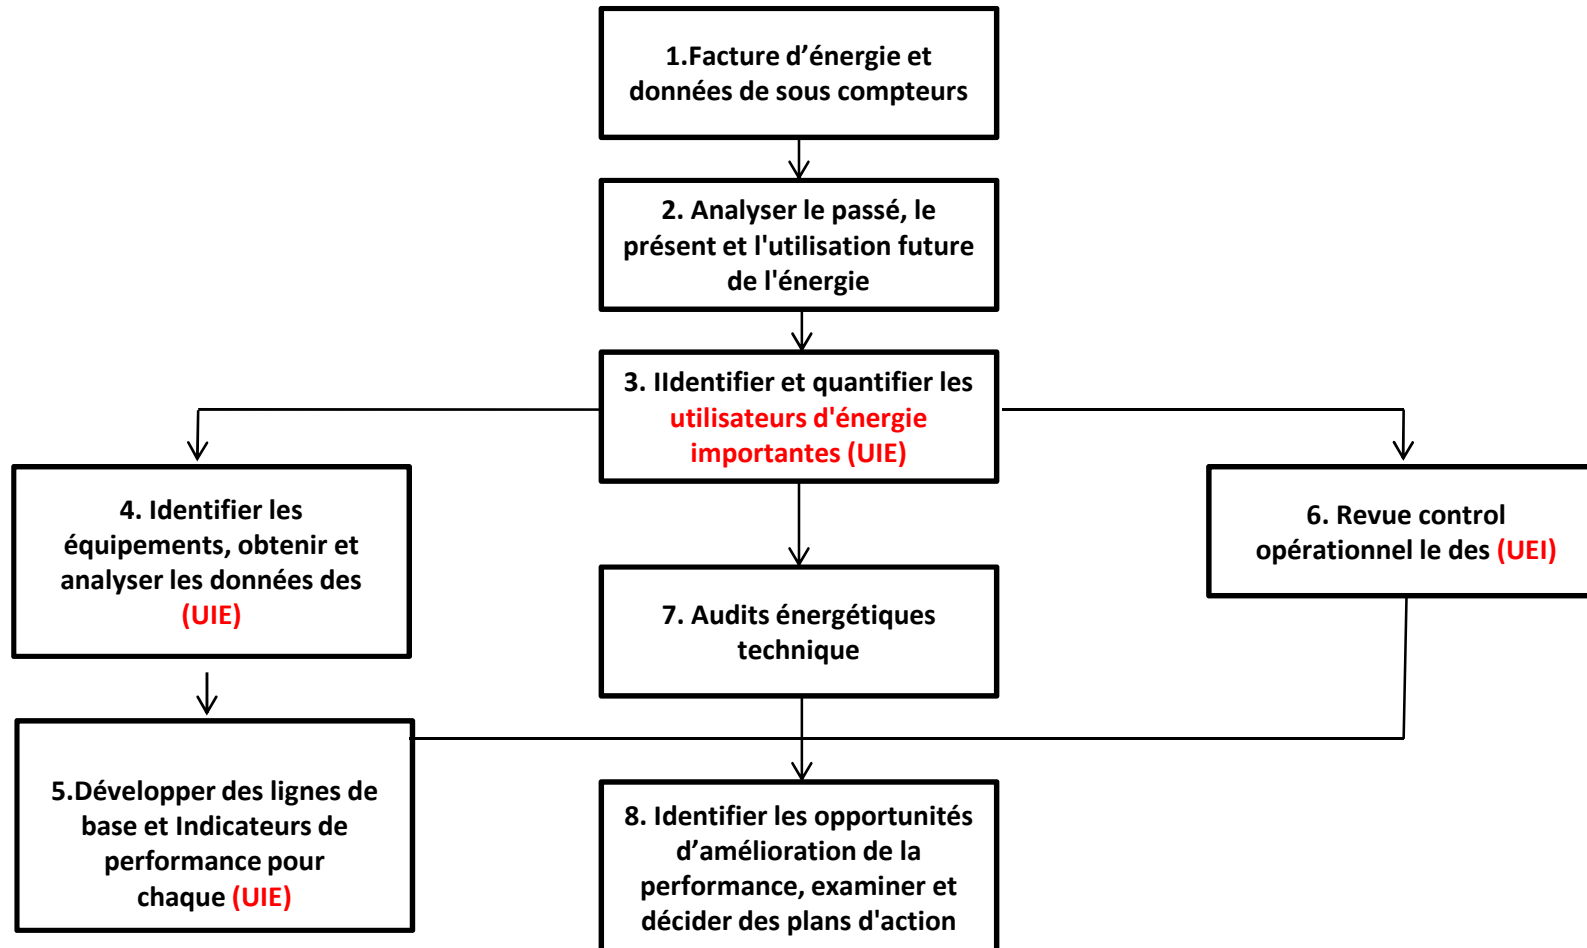 1.Facture d’énergie et
données de sous compteurs
2. Analyser le passé, le
présent et l'utilisation future
de l'énergie
3. IIdentifier et quantifier les
utilisateurs d'énergie
importantes (UIE)
4. Identifier les
équipements, obtenir et
analyser les données des
(UIE)
5.Développer des lignes de
base et Indicateurs de
performance pour
chaque (UIE)
6. Revue control
opérationnel le des (UEI)
7. Audits énergétiques
technique
8. Identifier les opportunités
d’amélioration de la
performance, examiner et
décider des plans d'action